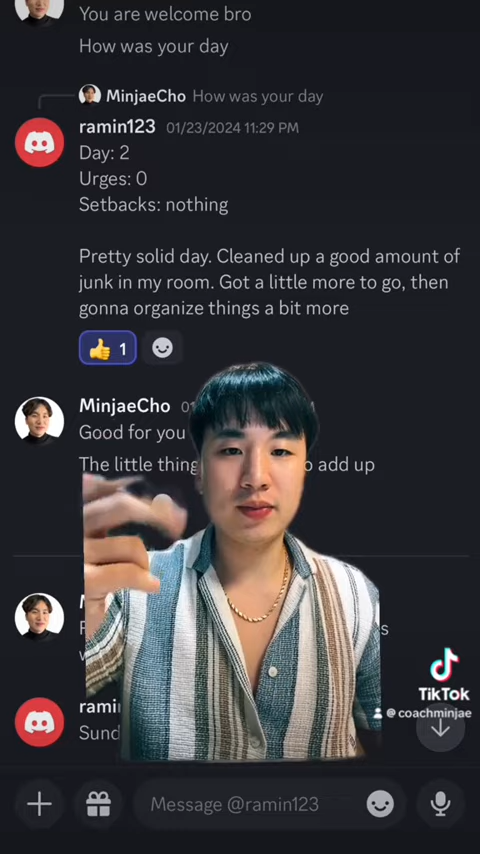 You are welcome bro
How was your day
MinjaeCho How was your day
ramin123 01/23/2024 11:29 PM
Day: 2
Urges: 0
Setbacks: nothing
Pretty solid day. Cleaned up a good amount of
junk in my room. Got a little more to go, then
gonna organize things a bit more
👍 1
MinjaeCho
Good for you
The little thing add up
TikTok
@coachminjae
Message @ramin123